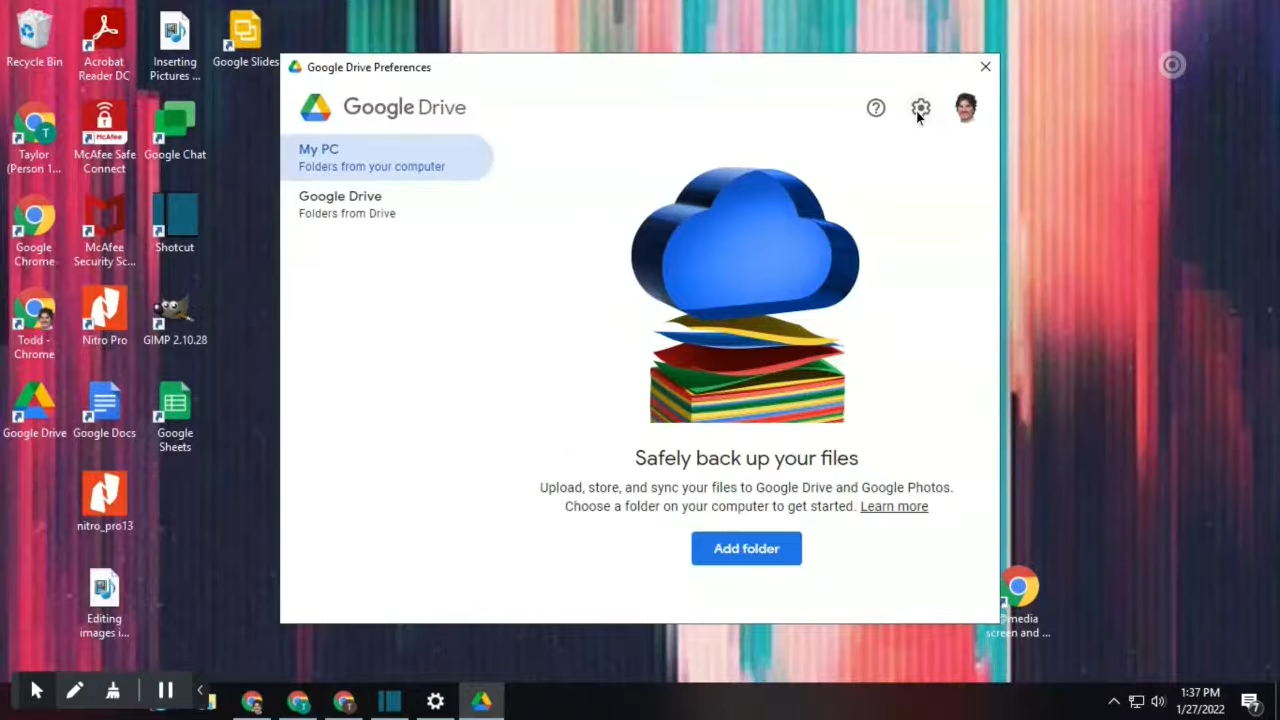 Recycle Bin
Acrobat
Reader DC
Inserting
Pictures ...
Google Slides
Taylor
(Person 1...
McAfee Safe
Connect
Google Chat
Google
Chrome
McAfee
Security Sc...
Shotcut
Todd -
Chrome
Nitro Pro
GIMP 2.10.28
Google Drive
Google Docs
Google
Sheets
nitro_pro13
Editing
images i...
Google Drive Preferences
Google Drive
My PC
Folders from your computer
Google Drive
Folders from Drive
Safely back up your files
Upload, store, and sync your files to Google Drive and Google Photos.
Choose a folder on your computer to get started. Learn more
Add folder
media
screen and ...
1:37 PM
1/27/2022
7